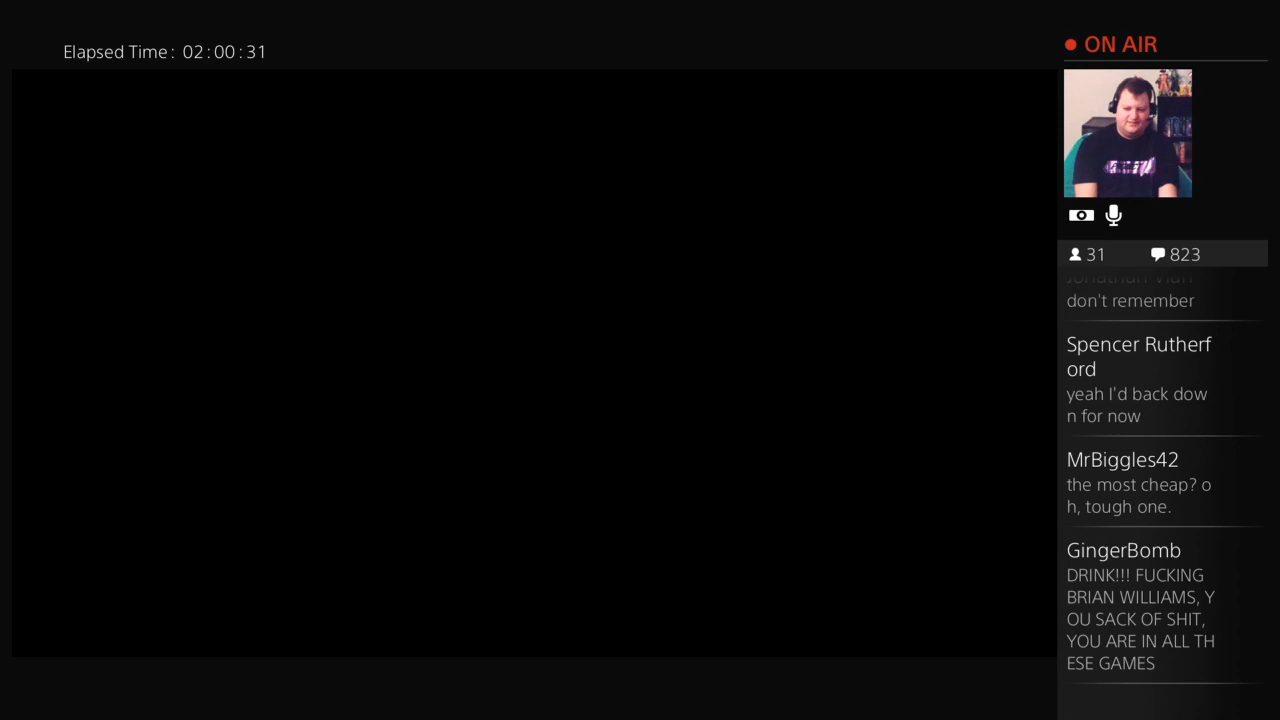 Elapsed Time: 02:00:31
ON AIR
31
823
don't remember
Spencer Rutherf
ord
yeah I'd back dow
n for now
MrBiggles42
the most cheap? o
h, tough one.
GingerBomb
DRINK!!! FUCKING
BRIAN WILLIAMS, Y
OU SACK OF SHIT,
YOU ARE IN ALL TH
ESE GAMES